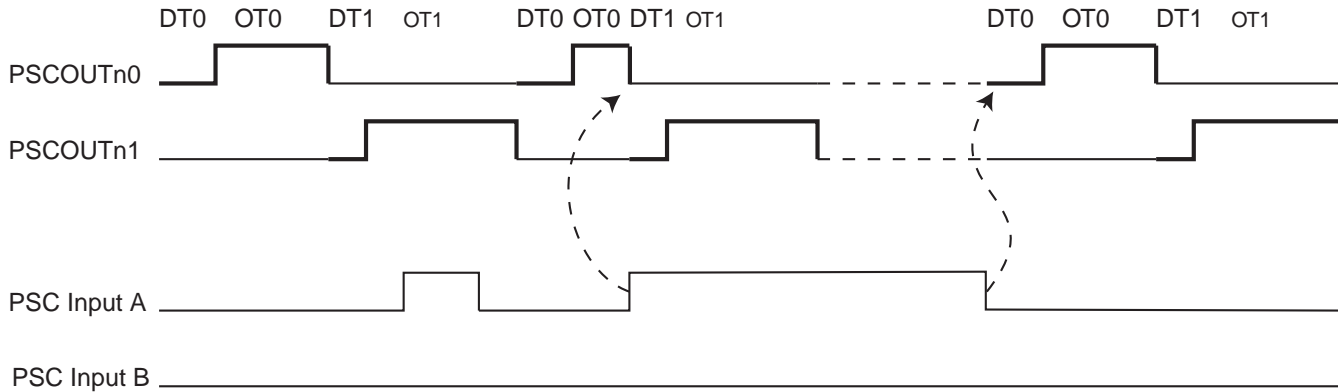 DT0 OT0 DT1 OT1 DT0 OT0 DT1 OT1 DT0 OT0 DT1 OT1
PSCOUTn0
PSCOUTn1
PSC Input A
PSC Input B